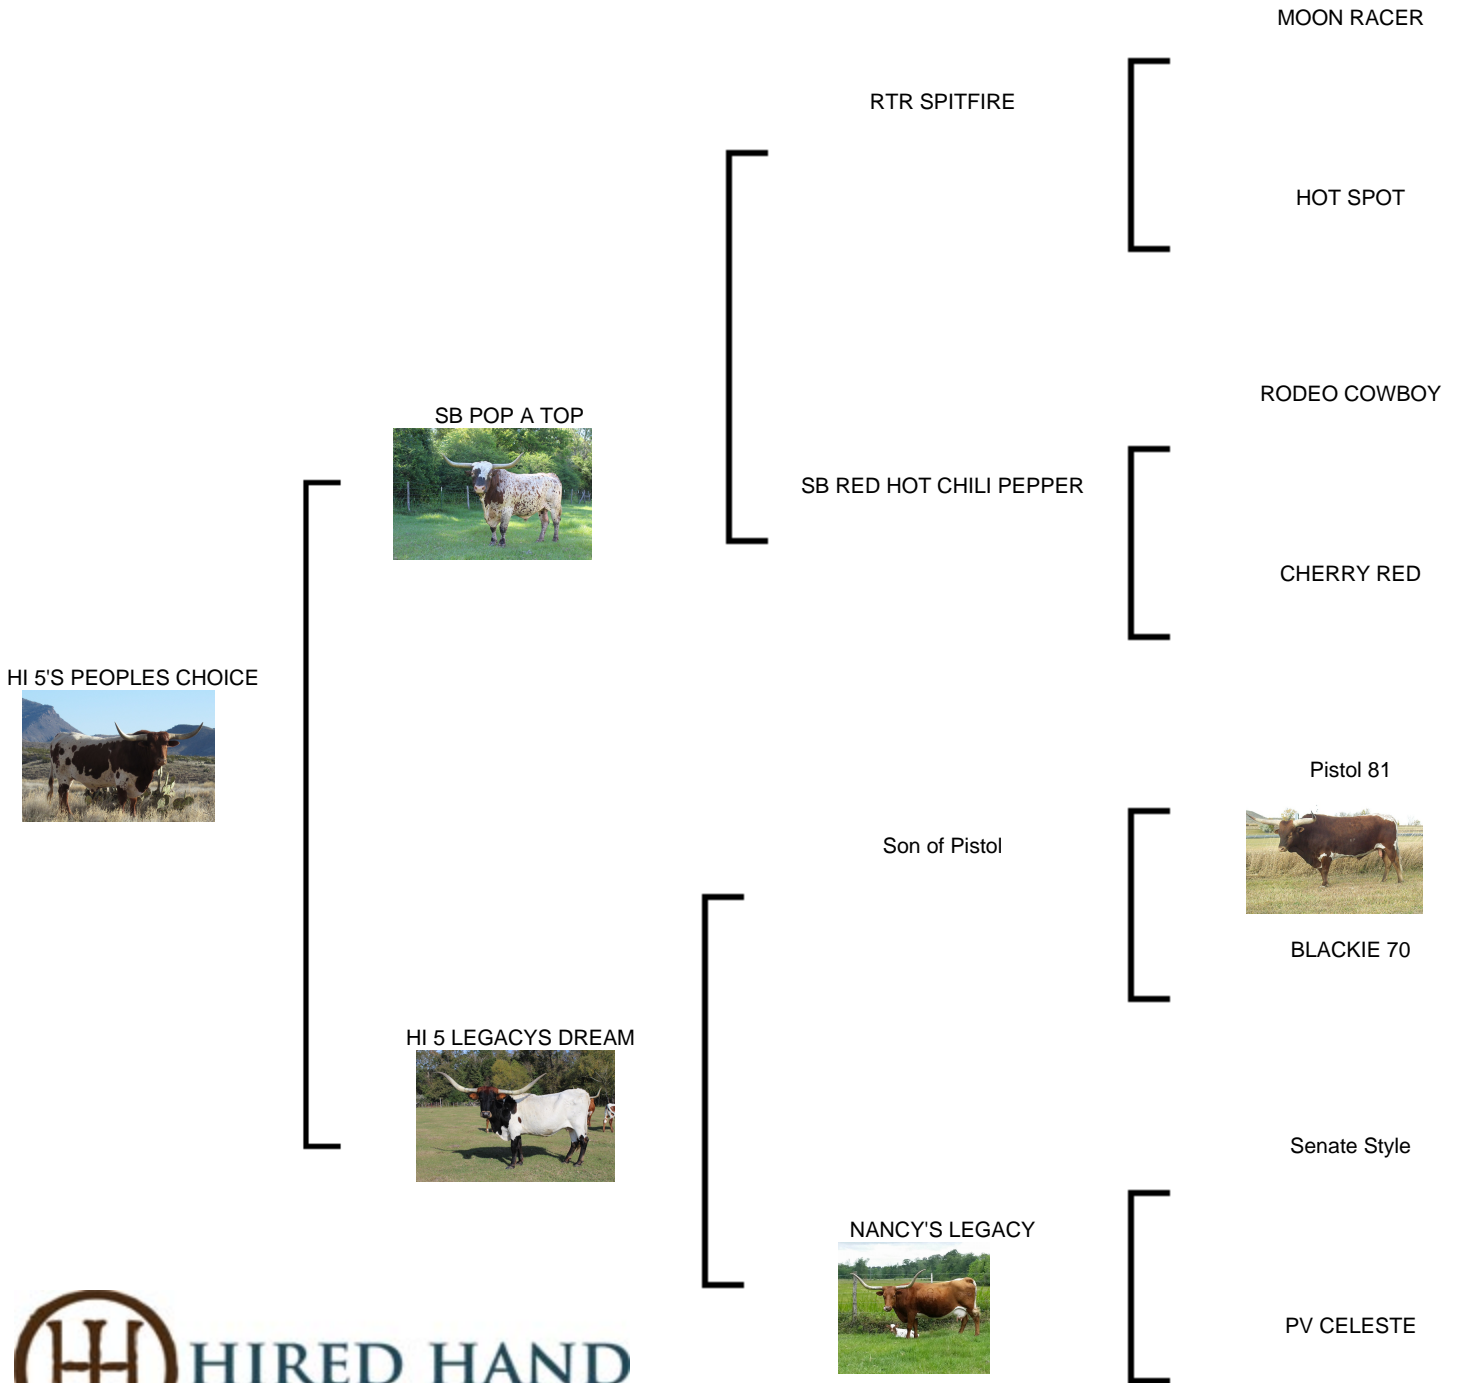 MOON RACER
RTR SPITFIRE
HOT SPOT
RODEO COWBOY
SB POP A TOP
SB RED HOT CHILI PEPPER
CHERRY RED
HI 5'S PEOPLES CHOICE
Pistol 81
Son of Pistol
BLACKIE 70
HI 5 LEGACYS DREAM
Senate Style
NANCY'S LEGACY
PV CELESTE
HIRED HAND